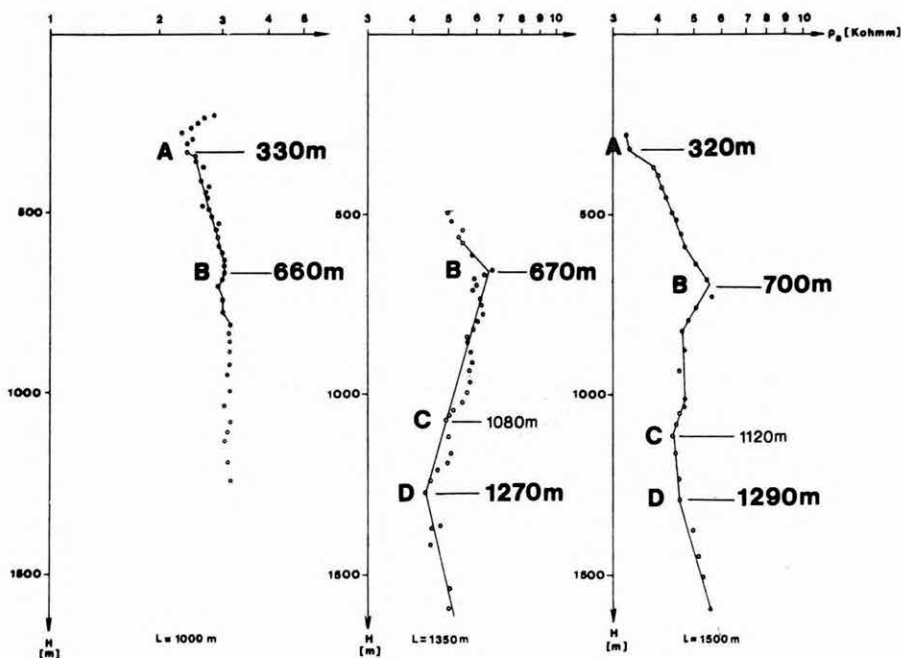 1 2 3 4 5
3 4 5 6 7 8 9 10
3 4 5 6 7 8 9 10 ρa [Kohmm]
A 330m
A 320m
500
500
500
B 660m
B 670m
B 700m
1000
1000
1000
C 1080m
C 1120m
D 1270m
D 1290m
1500
1500
1500
H [m] L= 1000 m
H [m] L=1350m
H [m] L=1500m